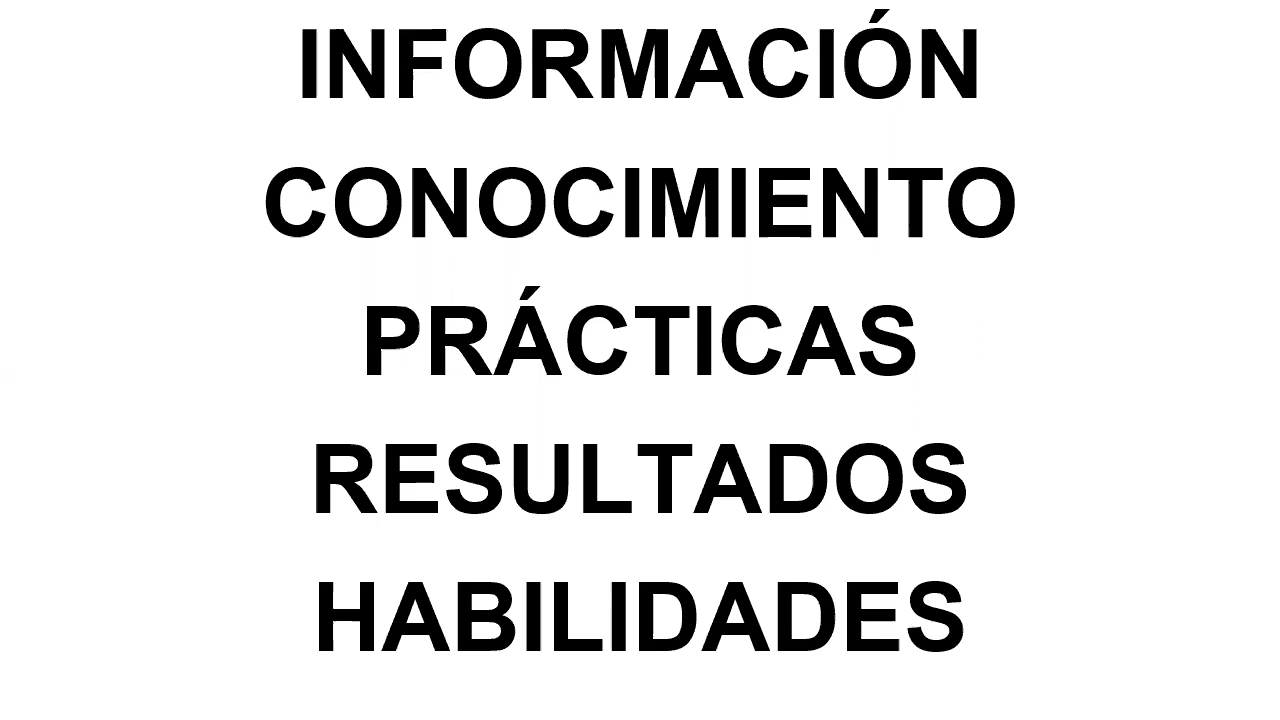 INFORMACIÓN
CONOCIMIENTO
PRÁCTICAS
RESULTADOS
HABILIDADES